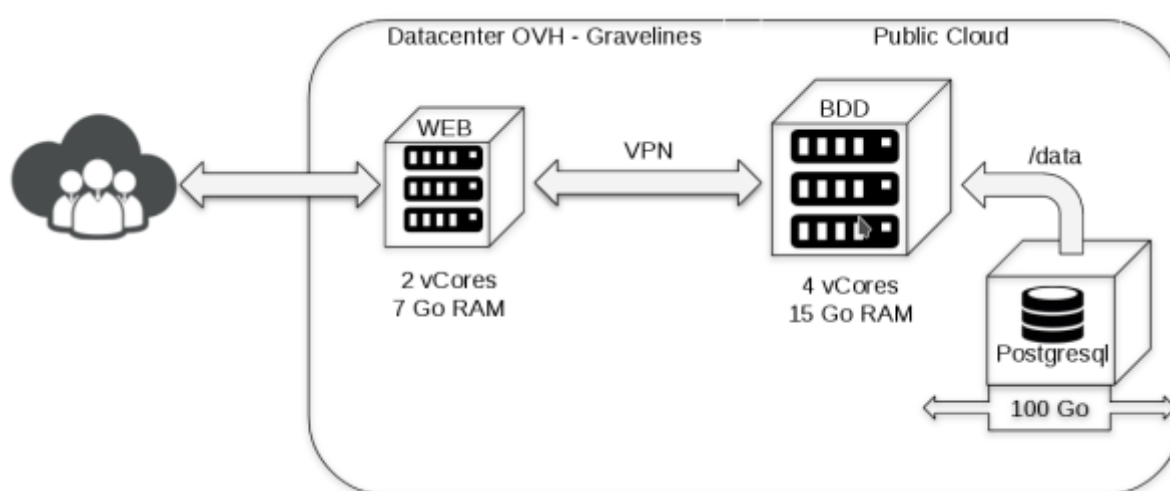 Datacenter OVH - Gravelines
Public Cloud
WEB
BDD
VPN
/data
2 vCores
7 Go RAM
4 vCores
15 Go RAM
Postgresql
100 Go